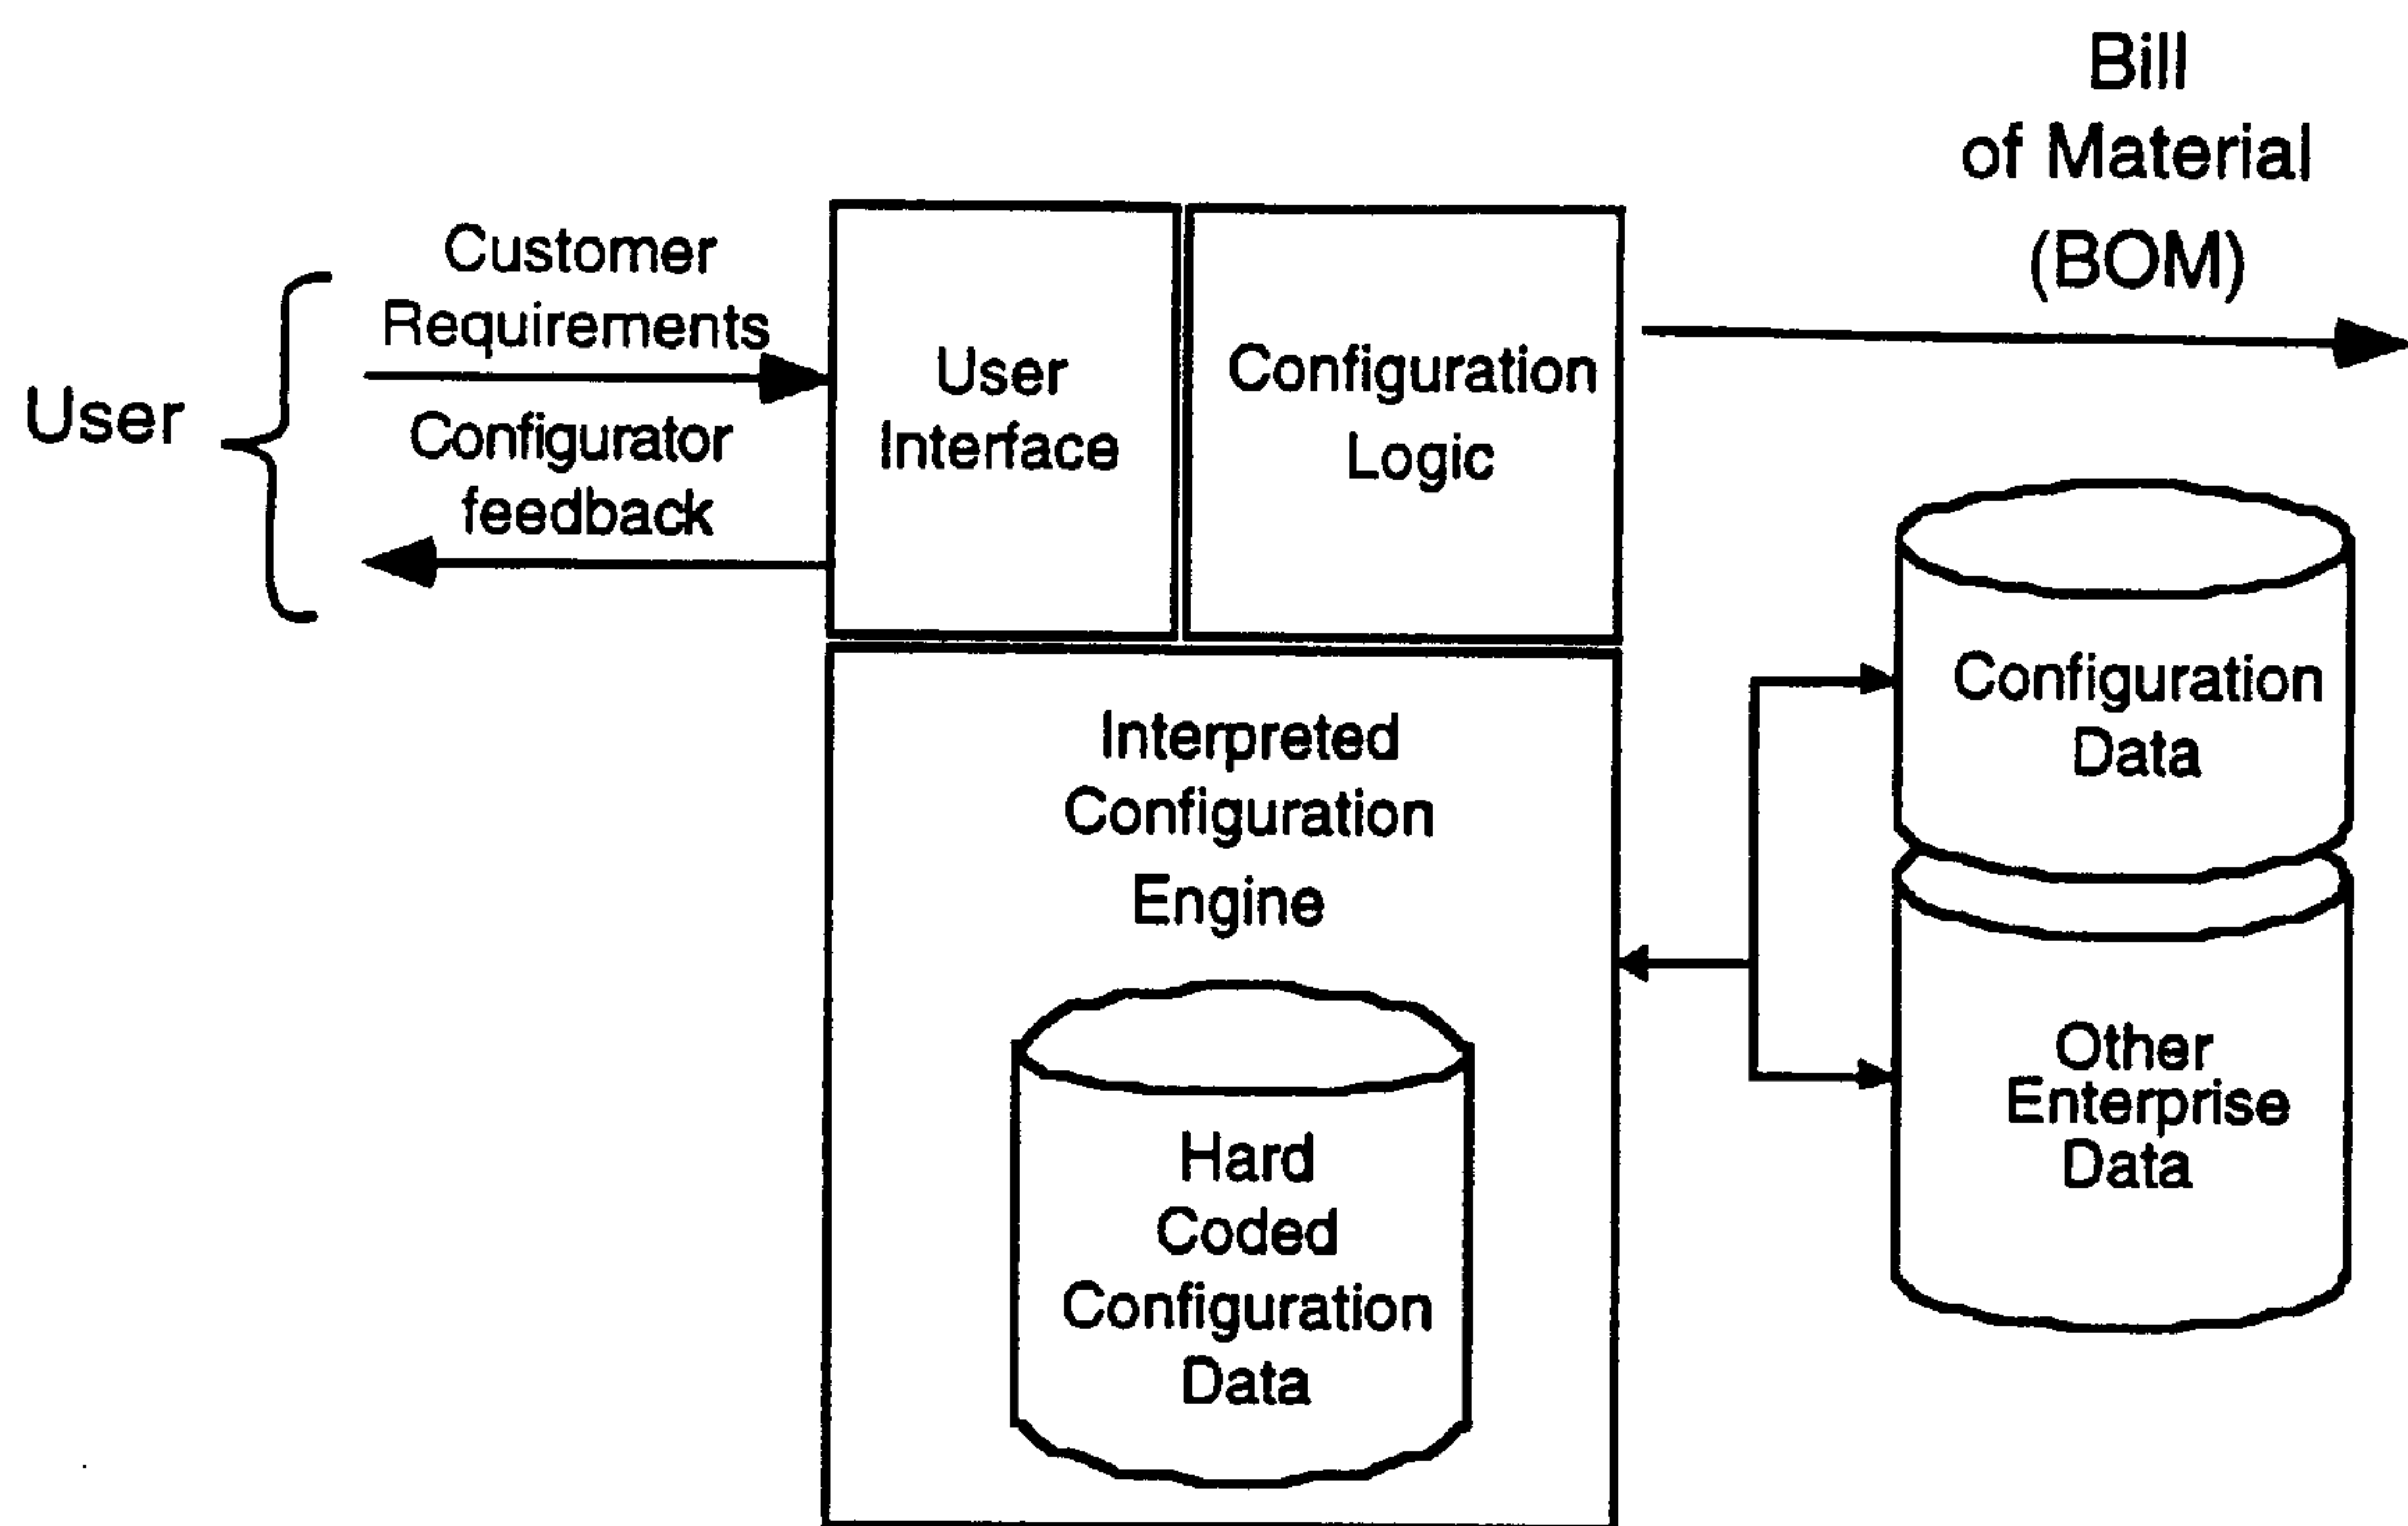 Bill
of Material
(BOM)
Customer
Requirements
User
Configurator
feedback
User
Interface
Configuration
Logic
Configuration
Data
Interpreted
Configuration
Engine
Other
Enterprise
Data
Hard
Coded
Configuration
Data